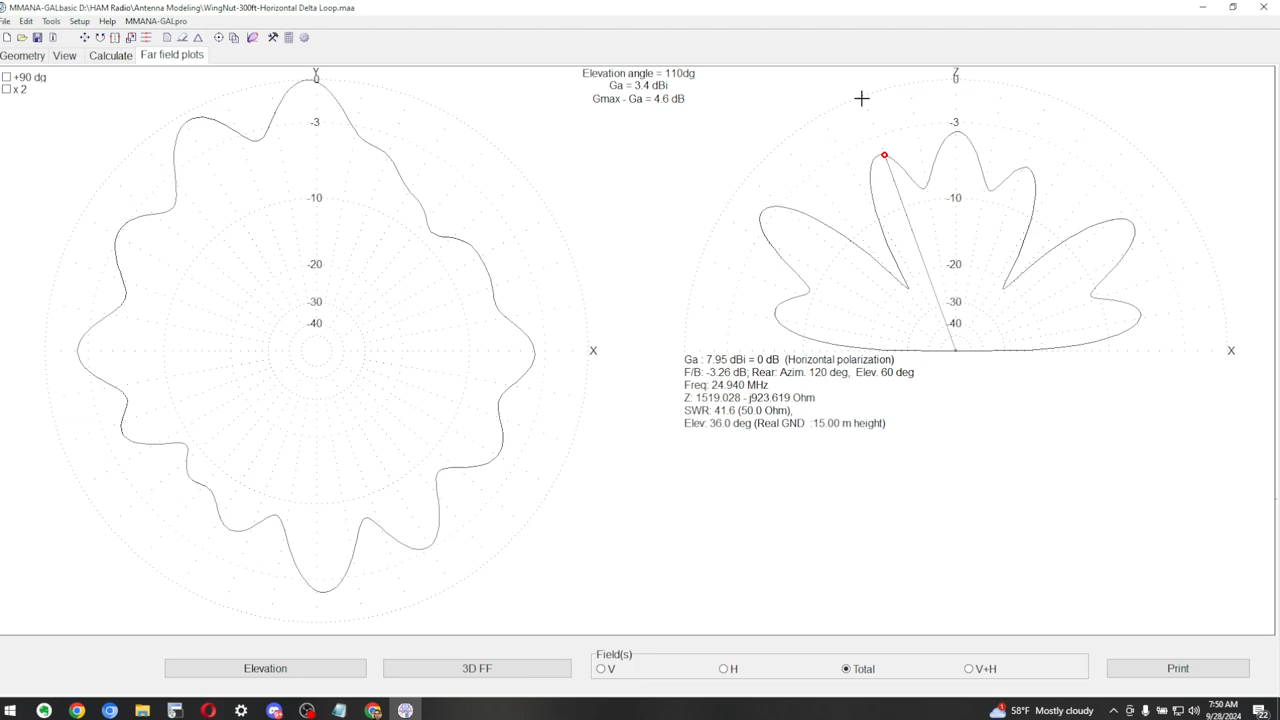 MMANA-GALbasic D:\HAM Radio\Antenna Modeling\WingNut-300ft-Horizontal Delta Loop.maa
File Edit Tools Setup Help MMANA-GALpro
Geometry View Calculate Far field plots
+90 dg
x 2
Y
0
-3
-10
-20
-30
-40
X
Elevation angle = 110dg
Ga = 3.4 dBi
Gmax - Ga = 4.6 dB
Z
0
-3
-10
-20
-30
-40
X
Ga : 7.95 dBi = 0 dB (Horizontal polarization)
F/B: -3.26 dB; Rear: Azim. 120 deg, Elev. 60 deg
Freq: 24.940 MHz
Z: 1519.028 - j923.619 Ohm
SWR: 41.6 (50.0 Ohm),
Elev: 36.0 deg (Real GND :15.00 m height)
Elevation
3D FF
Field(s)
V H Total V+H
Print
58°F Mostly cloudy
7:50 AM
9/28/2024
22